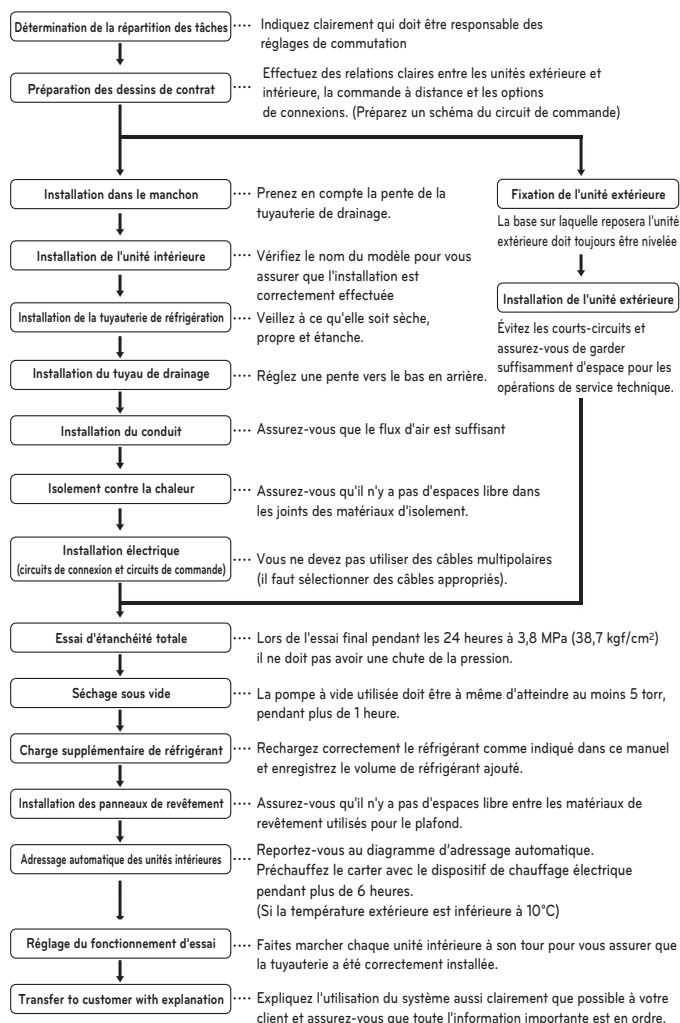 Détermination de la répartition des tâches
···· Indiquez clairement qui doit être responsable des
réglages de commutation
Préparation des dessins de contrat
···· Effectuez des relations claires entre les unités extérieure et
intérieure, la commande à distance et les options
de connexions. (Préparez un schéma du circuit de commande)
Installation dans le manchon
···· Prenez en compte la pente de la
tuyauterie de drainage.
Installation de l'unité intérieure
···· Vérifiez le nom du modèle pour vous
assurer que l'installation est
correctement effectuée
Installation de la tuyauterie de réfrigération
···· Veillez à ce qu'elle soit sèche,
propre et étanche.
Installation du tuyau de drainage
···· Réglez une pente vers le bas en arrière.
Installation du conduit
···· Assurez-vous que le flux d'air est suffisant
Isolement contre la chaleur
···· Assurez-vous qu'il n'y a pas d'espaces libre dans
les joints des matériaux d'isolement.
Installation électrique
(circuits de connexion et circuits de commande)
···· Vous ne devez pas utiliser des câbles multipolaires
(il faut sélectionner des câbles appropriés).
Fixation de l'unité extérieure
La base sur laquelle reposera l'unité
extérieure doit toujours être nivelée
Installation de l'unité extérieure
Évitez les courts-circuits et
assurez-vous de garder
suffisamment d'espace pour les
opérations de service technique.
Essai d'étanchéité totale
···· Lors de l'essai final pendant les 24 heures à 3,8 MPa (38,7 kgf/cm²)
il ne doit pas avoir une chute de la pression.
Séchage sous vide
···· La pompe à vide utilisée doit être à même d'atteindre au moins 5 torr,
pendant plus de 1 heure.
Charge supplémentaire de réfrigérant
···· Rechargez correctement le réfrigérant comme indiqué dans ce manuel
et enregistrez le volume de réfrigérant ajouté.
Installation des panneaux de revêtement
···· Assurez-vous qu'il n'y a pas d'espaces libre entre les matériaux de
revêtement utilisés pour le plafond.
Adressage automatique des unités intérieures
···· Reportez-vous au diagramme d'adressage automatique.
Préchauffez le carter avec le dispositif de chauffage électrique
pendant plus de 6 heures.
(Si la température extérieure est inférieure à 10°C)
Réglage du fonctionnement d'essai
···· Faites marcher chaque unité intérieure à son tour pour vous assurer que
la tuyauterie a été correctement installée.
Transfer to customer with explanation
···· Expliquez l'utilisation du système aussi clairement que possible à votre
client et assurez-vous que toute l'information importante est en ordre.